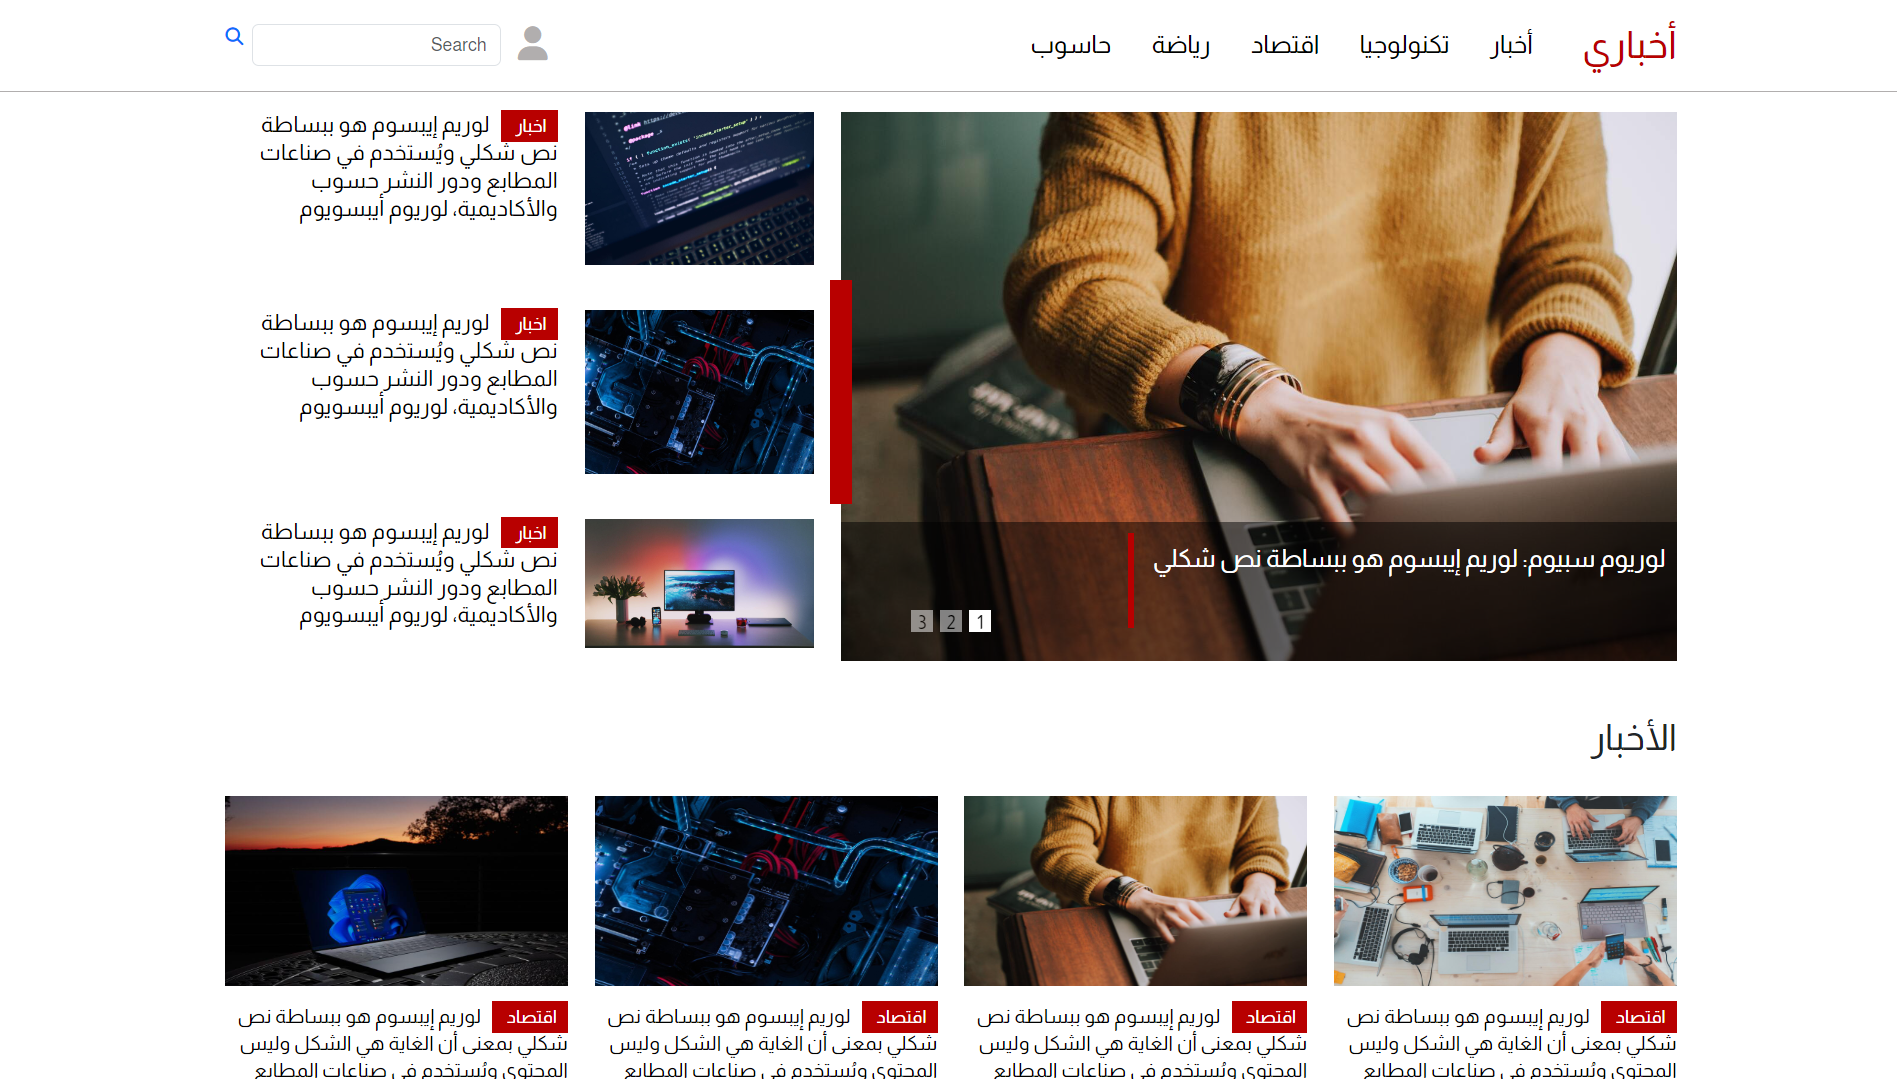 أخباري
أخبار
تكنولوجيا
اقتصاد
رياضة
حاسوب
Search
لوريوم سبيوم: لوريم إيبسوم هو ببساطة نص شكلي
1 2 3
اخبار لوريم إيبسوم هو ببساطة
نص شكلي ويُستخدم في صناعات
المطابع ودور النشر حسوب
والأكاديمية، لوريوم أيبسويوم
اخبار لوريم إيبسوم هو ببساطة
نص شكلي ويُستخدم في صناعات
المطابع ودور النشر حسوب
والأكاديمية، لوريوم أيبسويوم
اخبار لوريم إيبسوم هو ببساطة
نص شكلي ويُستخدم في صناعات
المطابع ودور النشر حسوب
والأكاديمية، لوريوم أيبسويوم
الأخبار
اقتصاد لوريم إيبسوم هو ببساطة نص
شكلي بمعنى أن الغاية هي الشكل وليس
المحتوى ويُستخدم في صناعات المطابع
اقتصاد لوريم إيبسوم هو ببساطة نص
شكلي بمعنى أن الغاية هي الشكل وليس
المحتوى ويُستخدم في صناعات المطابع
اقتصاد لوريم إيبسوم هو ببساطة نص
شكلي بمعنى أن الغاية هي الشكل وليس
المحتوى ويُستخدم في صناعات المطابع
اقتصاد لوريم إيبسوم هو ببساطة نص
شكلي بمعنى أن الغاية هي الشكل وليس
المحتوى ويُستخدم في صناعات المطابع